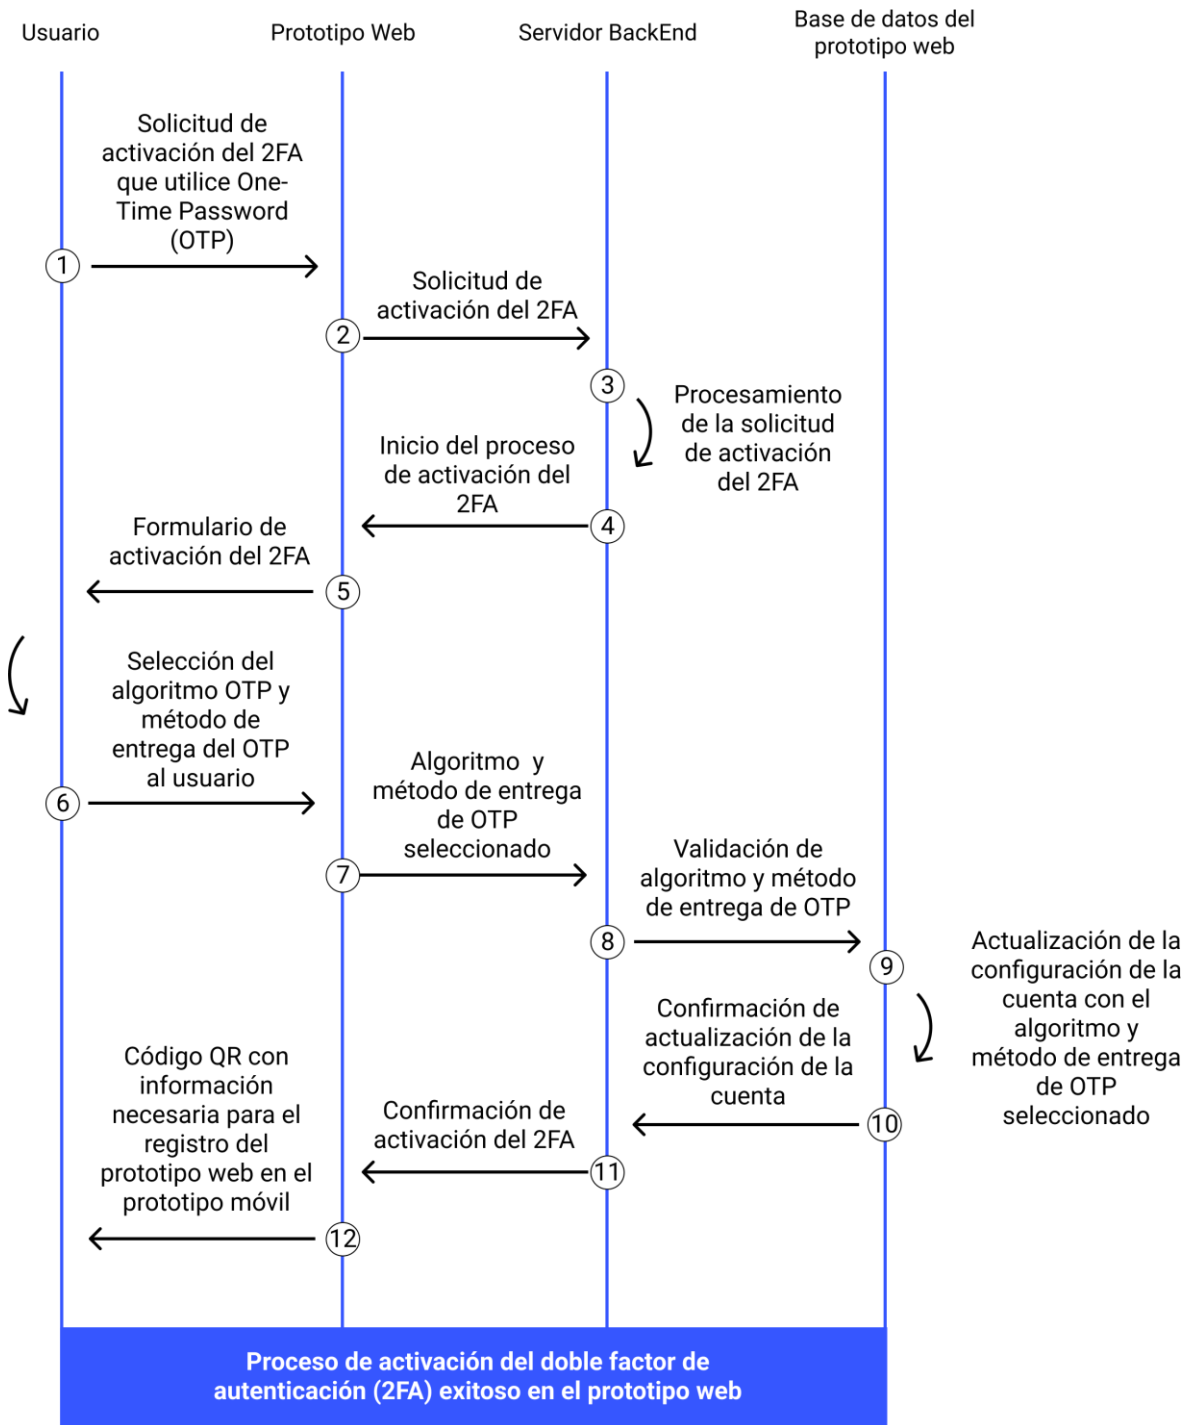 Usuario
Prototipo Web
Servidor BackEnd
Base de datos del
prototipo web
Solicitud de
activación del 2FA
que utilice One-
Time Password
(OTP)
1
Solicitud de
activación del 2FA
2
3
Procesamiento
de la solicitud
de activación
del 2FA
Inicio del proceso
de activación del
2FA
4
Formulario de
activación del 2FA
5
Selección del
algoritmo OTP y
método de
entrega del OTP
al usuario
6
Algoritmo y
método de entrega
de OTP
seleccionado
7
Validación de
algoritmo y método
de entrega de OTP
8
9
Actualización de la
configuración de la
cuenta con el
algoritmo y
método de entrega
de OTP
seleccionado
Confirmación de
actualización de la
configuración de la
cuenta
10
Confirmación de
activación del 2FA
11
Código QR con
información
necesaria para el
registro del
prototipo web en el
prototipo móvil
12
Proceso de activación del doble factor de
autenticación (2FA) exitoso en el prototipo web